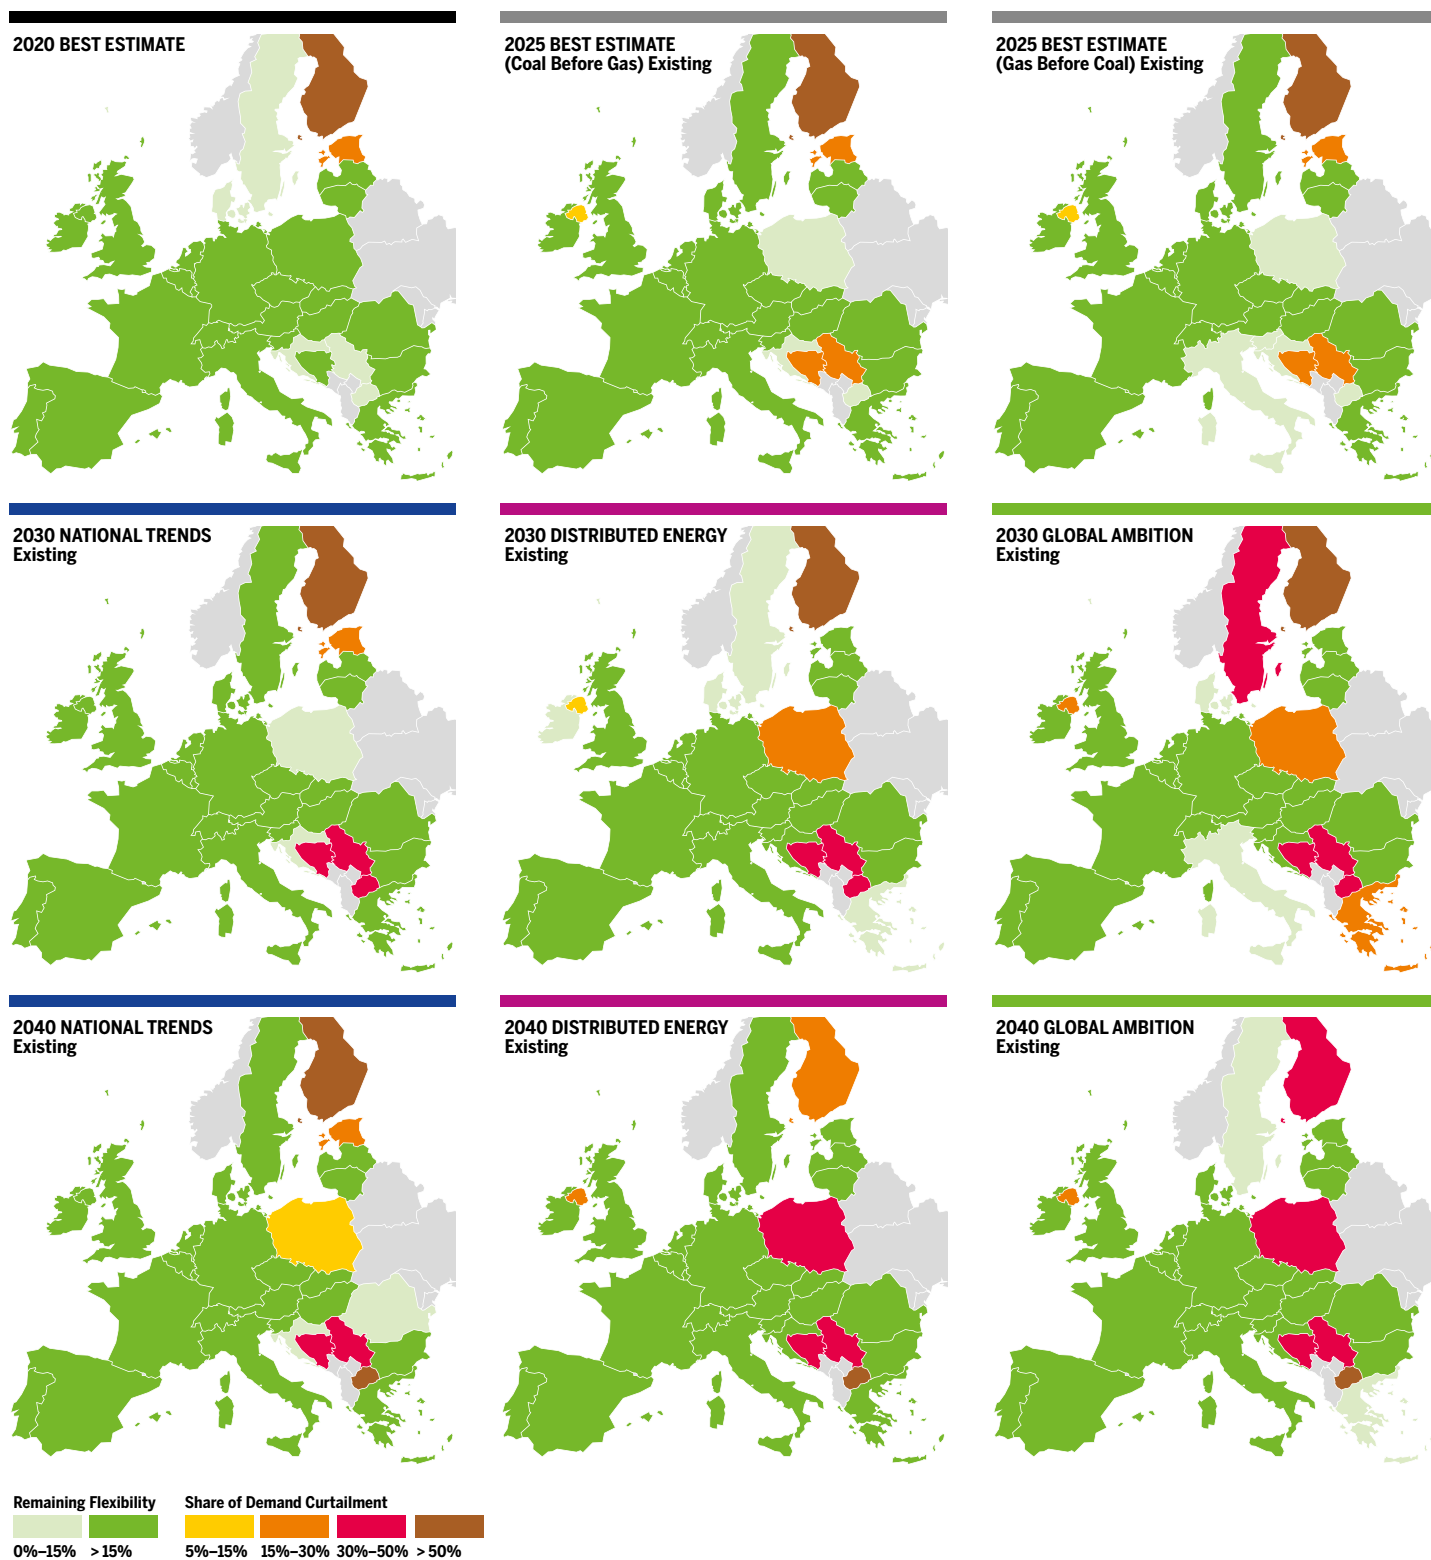 2020 BEST ESTIMATE
2025 BEST ESTIMATE
(Coal Before Gas) Existing
2025 BEST ESTIMATE
(Gas Before Coal) Existing
2030 NATIONAL TRENDS
Existing
2030 DISTRIBUTED ENERGY
Existing
2030 GLOBAL AMBITION
Existing
2040 NATIONAL TRENDS
Existing
2040 DISTRIBUTED ENERGY
Existing
2040 GLOBAL AMBITION
Existing
Remaining Flexibility
0%–15% > 15%
Share of Demand Curtailment
5%–15% 15%–30% 30%–50% > 50%